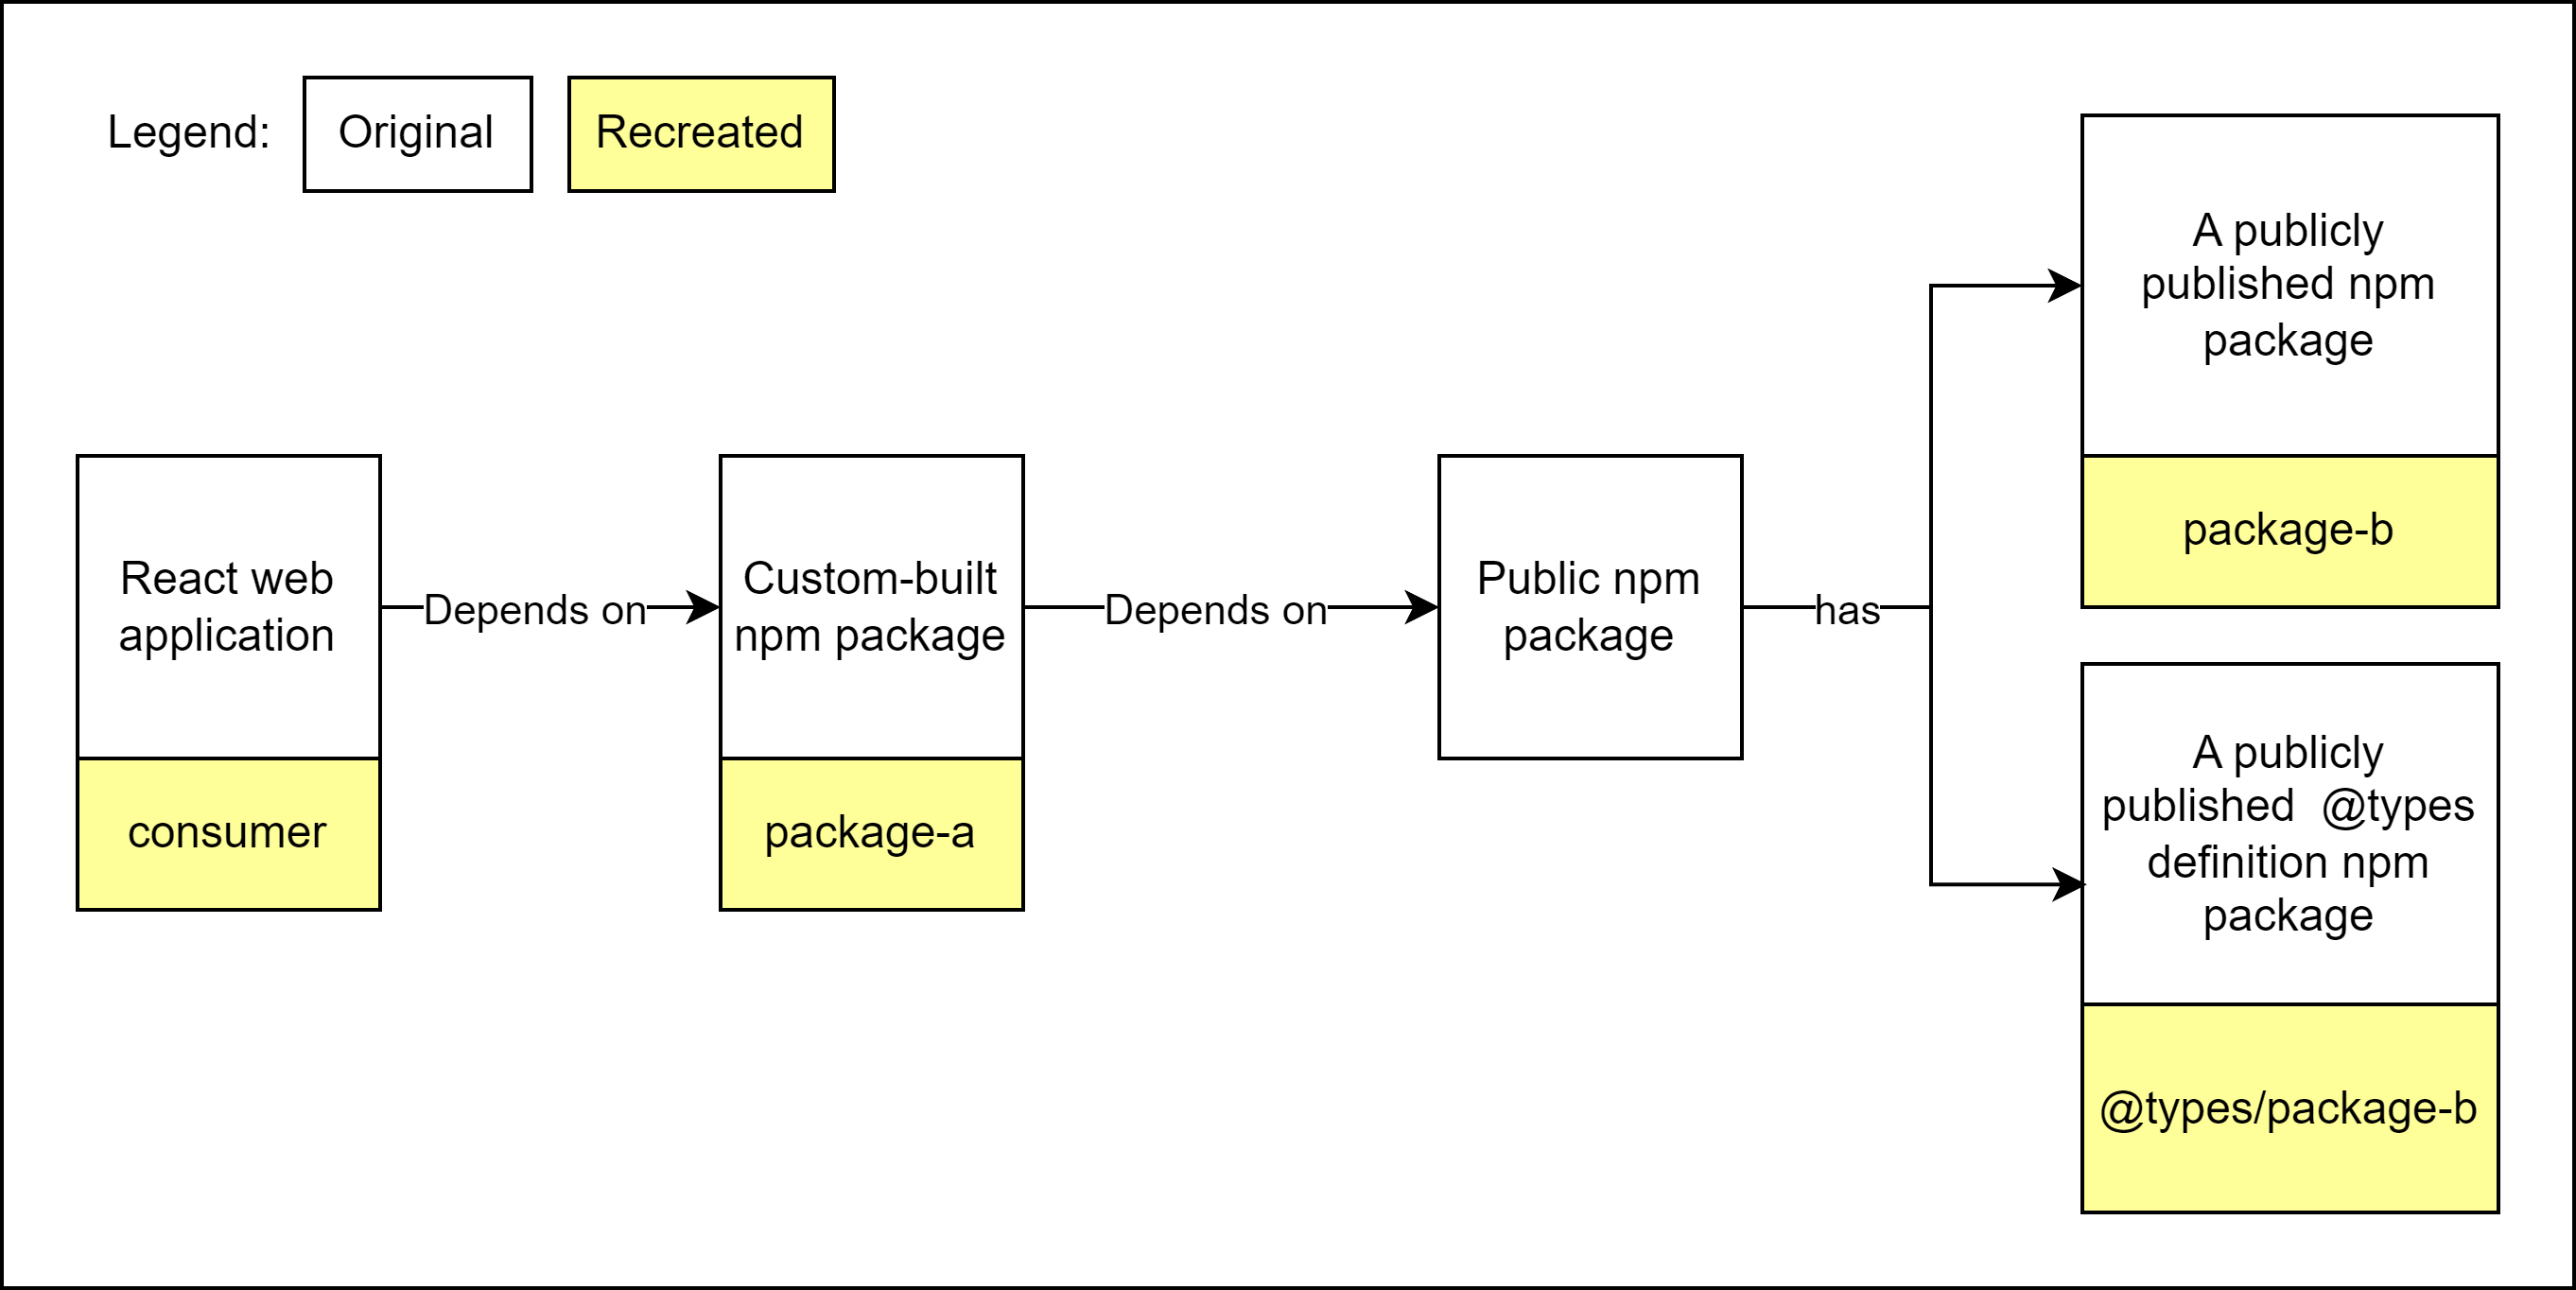 Legend:
Original
Recreated
React web
application
consumer
Depends on
Custom-built
npm package
package-a
Depends on
Public npm
package
has
A publicly
published npm
package
package-b
A publicly
published  @types
definition npm
package
@types/package-b